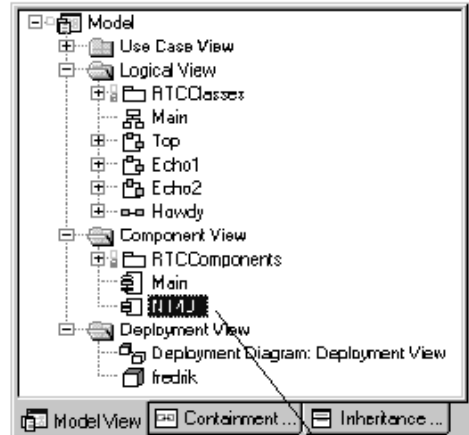 Model
Use Case View
Logical View
RTCClasses
Main
Top
Echo1
Echo2
Howdy
Component View
RTCComponents
Main
Deployment View
Deployment Diagram: Deployment View
fredrik
Model View
Containment ...
Inheritance ...